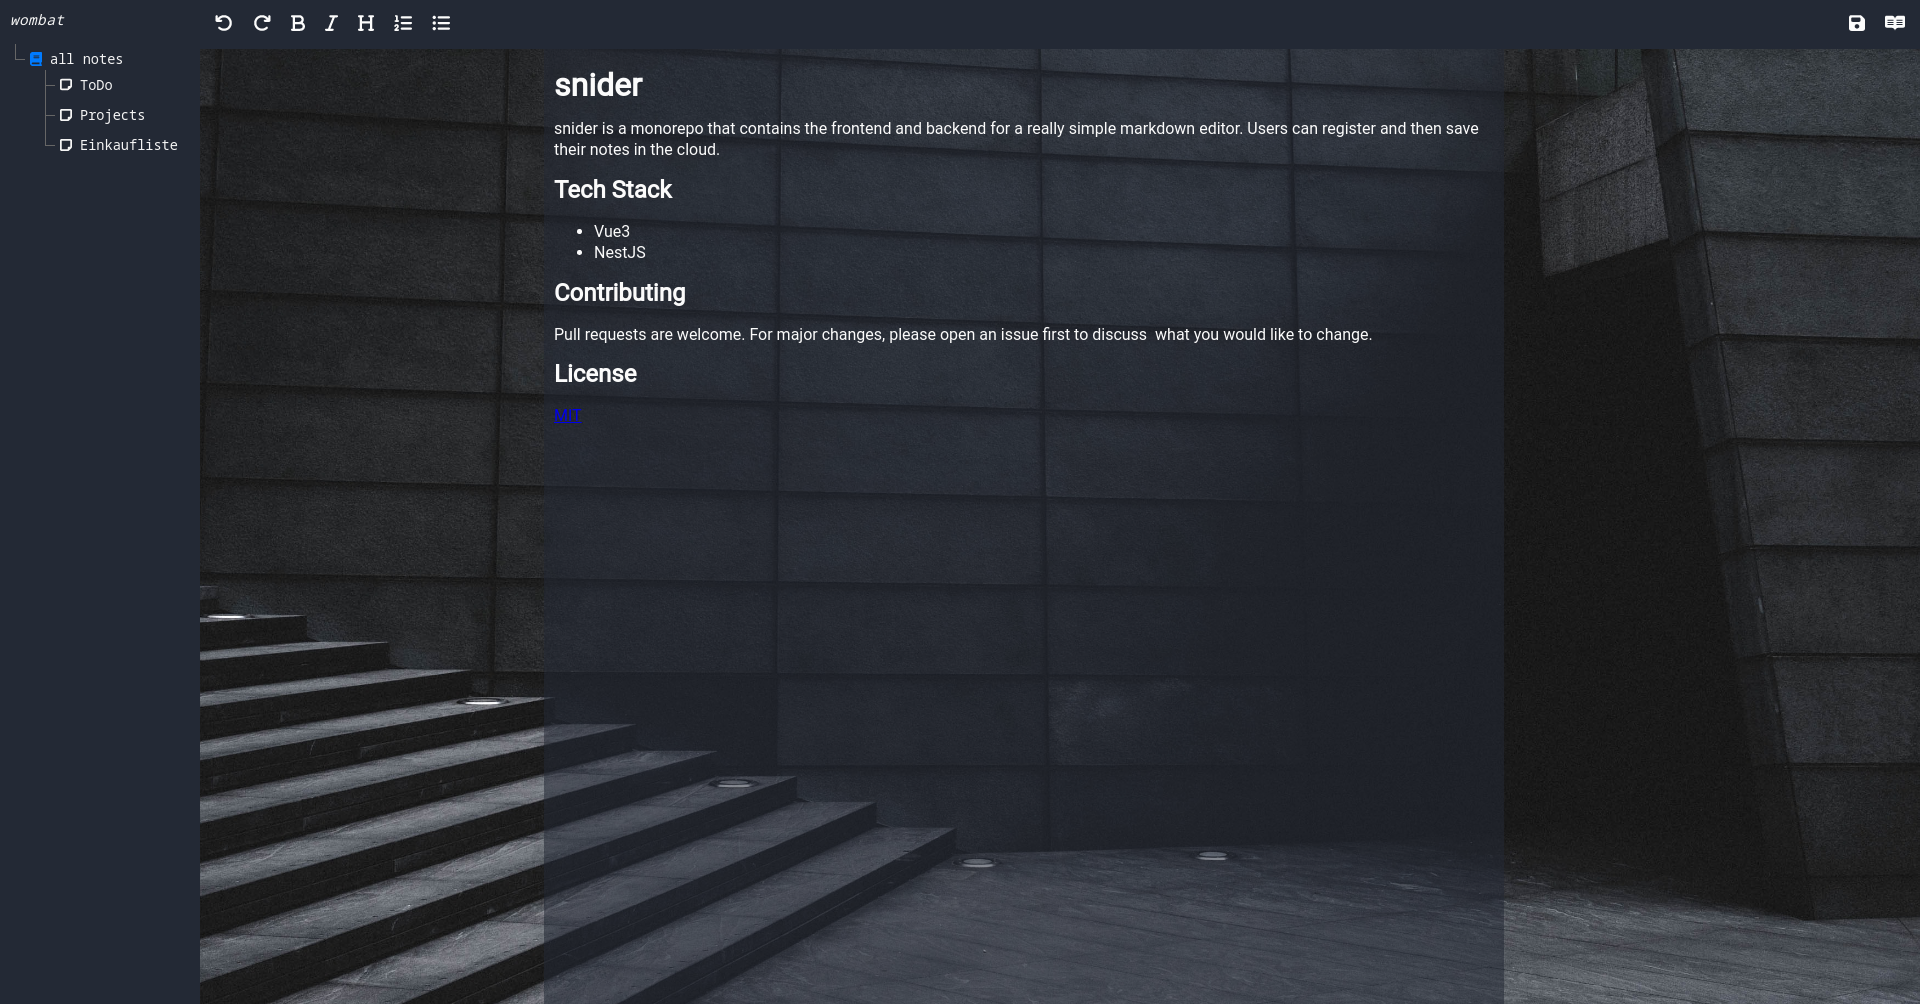 wombat
all notes
ToDo
Projects
Einkaufliste
snider
snider is a monorepo that contains the frontend and backend for a really simple markdown editor. Users can register and then save
their notes in the cloud.
Tech Stack
• Vue3
• NestJS
Contributing
Pull requests are welcome. For major changes, please open an issue first to discuss  what you would like to change.
License
MIT